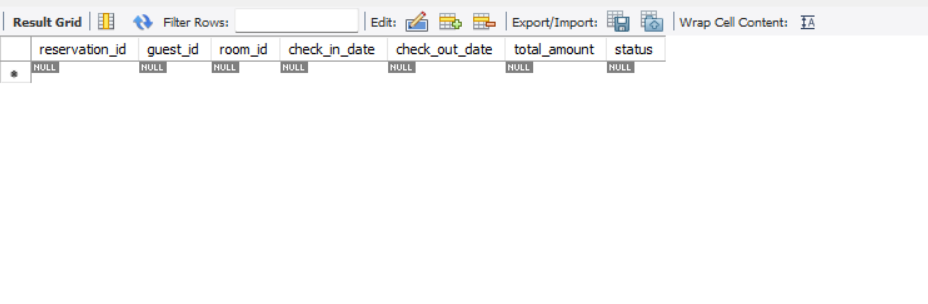 Result Grid Filter Rows: Edit: Export/Import: Wrap Cell Content: IA
reservation_id guest_id room_id check_in_date check_out_date total_amount status
NULL NULL NULL NULL NULL NULL NULL